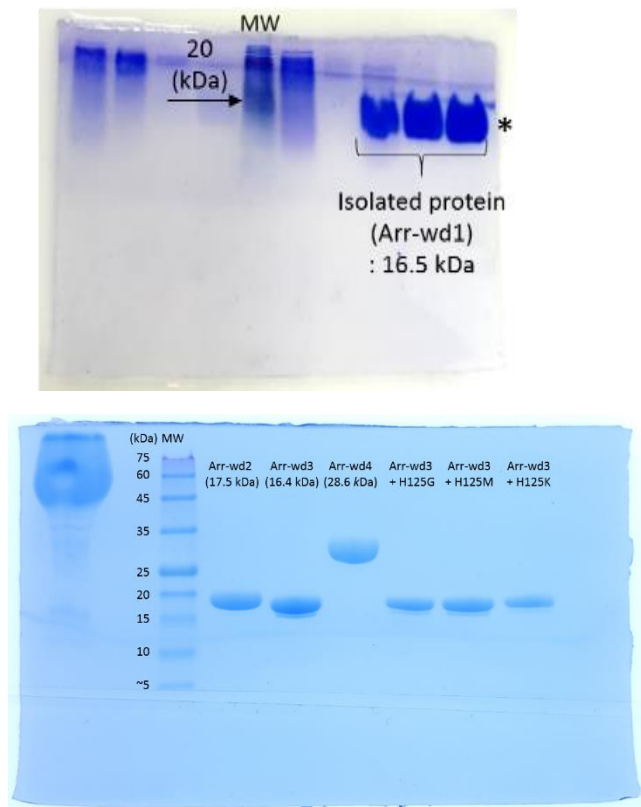 MW
20
(kDa)
*
Isolated protein
(Arr-wd1)
: 16.5 kDa
(kDa) MW
75
60
45
35
25
20
15
10
~5
Arr-wd2
(17.5 kDa)
Arr-wd3
(16.4 kDa)
Arr-wd4
(28.6 kDa)
Arr-wd3
+ H125G
Arr-wd3
+ H125M
Arr-wd3
+ H125K